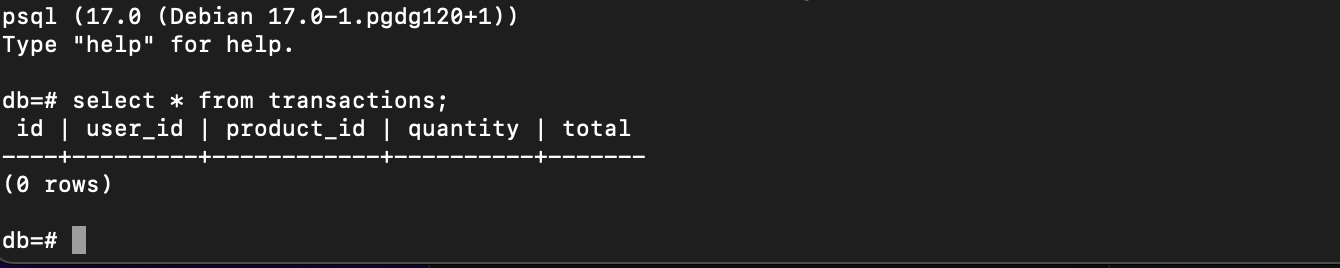 psql (17.0 (Debian 17.0-1.pgdg120+1))
Type "help" for help.
db=# select * from transactions;
 id | user_id | product_id | quantity | total
----+---------+------------+----------+-------
(0 rows)
db=#